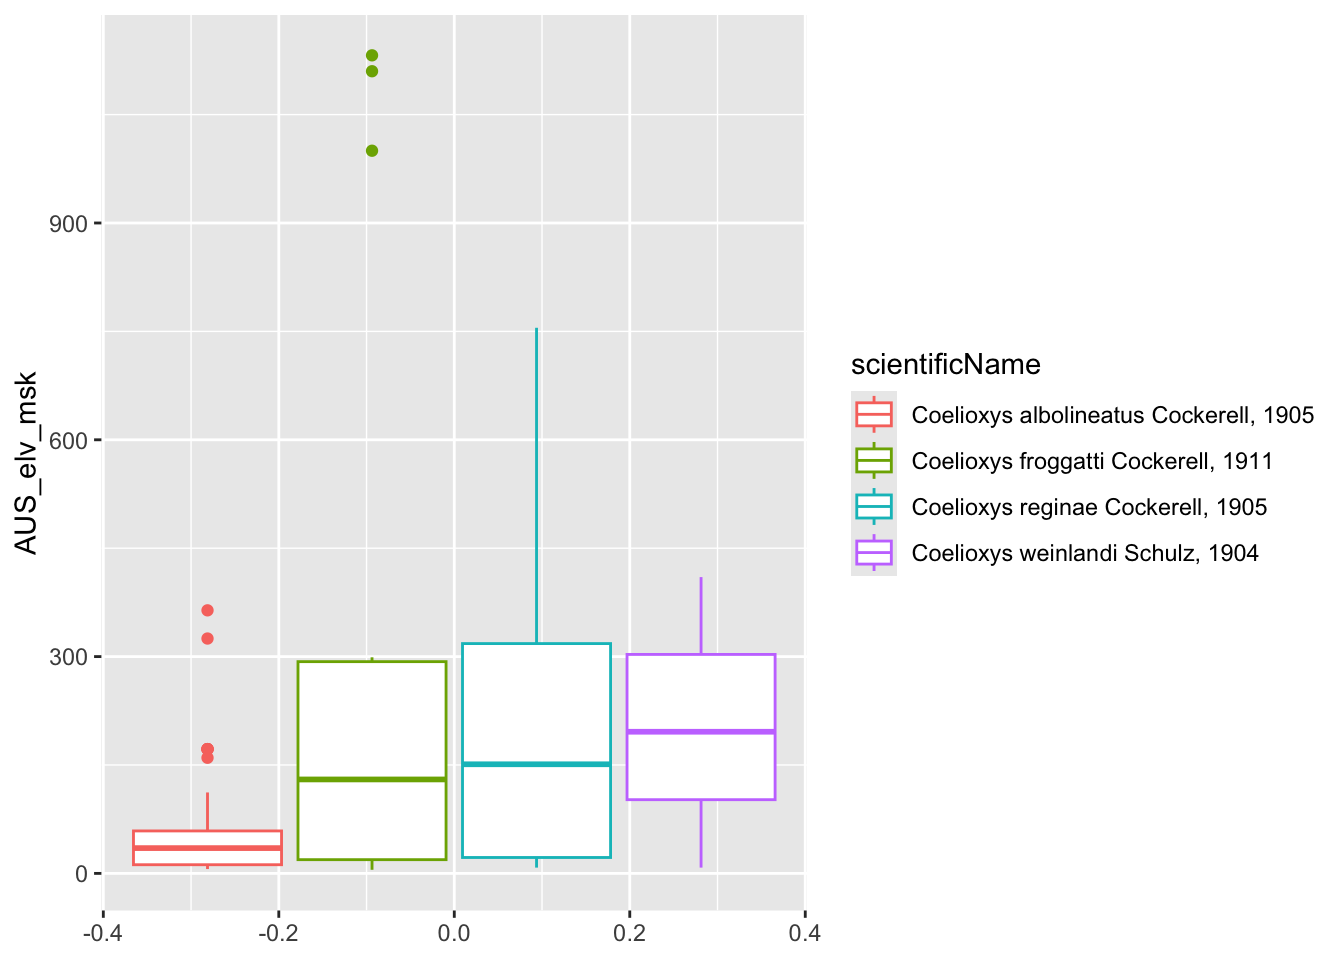 AUS_elv_msk
900
600
300
0
-0.4 -0.2 0.0 0.2 0.4
scientificName
Coelioxys albolineatus Cockerell, 1905
Coelioxys froggatti Cockerell, 1911
Coelioxys reginae Cockerell, 1905
Coelioxys weinlandi Schulz, 1904